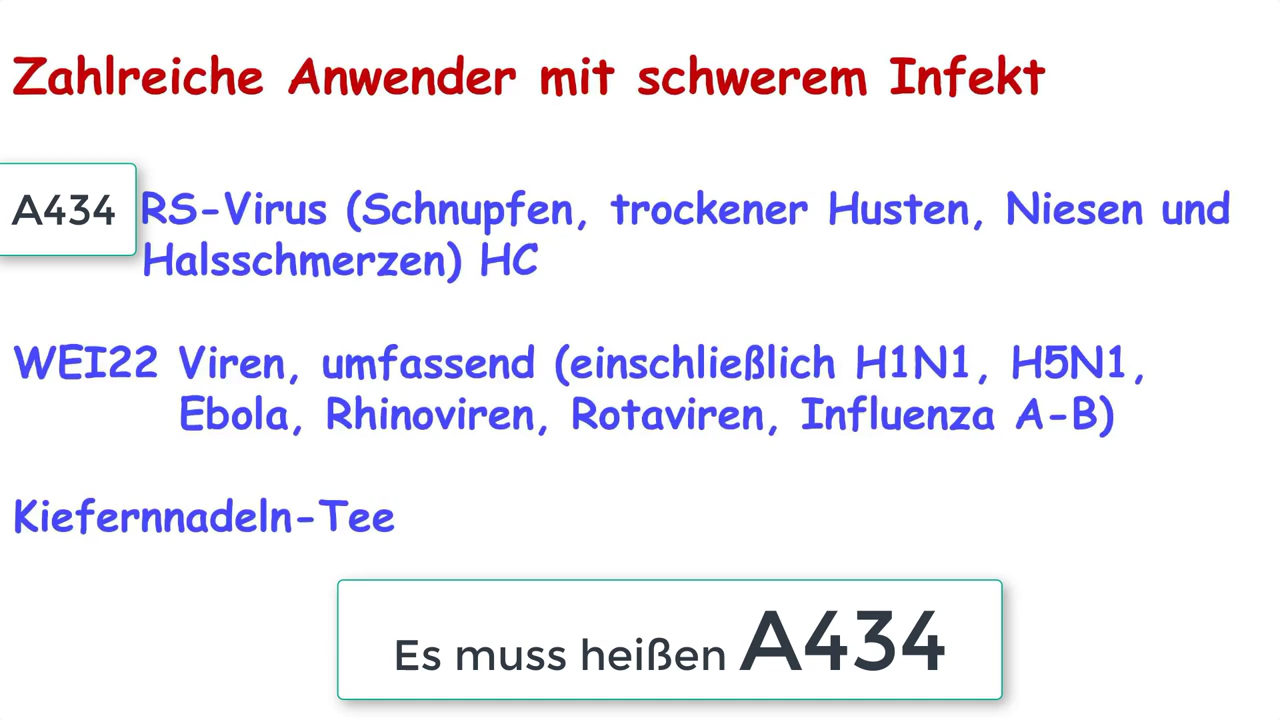 Zahlreiche Anwender mit schwerem Infekt
A434 RS-Virus (Schnupfen, trockener Husten, Niesen und
Halsschmerzen) HC
WEI22 Viren, umfassend (einschließlich H1N1, H5N1,
Ebola, Rhinoviren, Rotaviren, Influenza A-B)
Kiefernnadeln-Tee
Es muss heißen A434